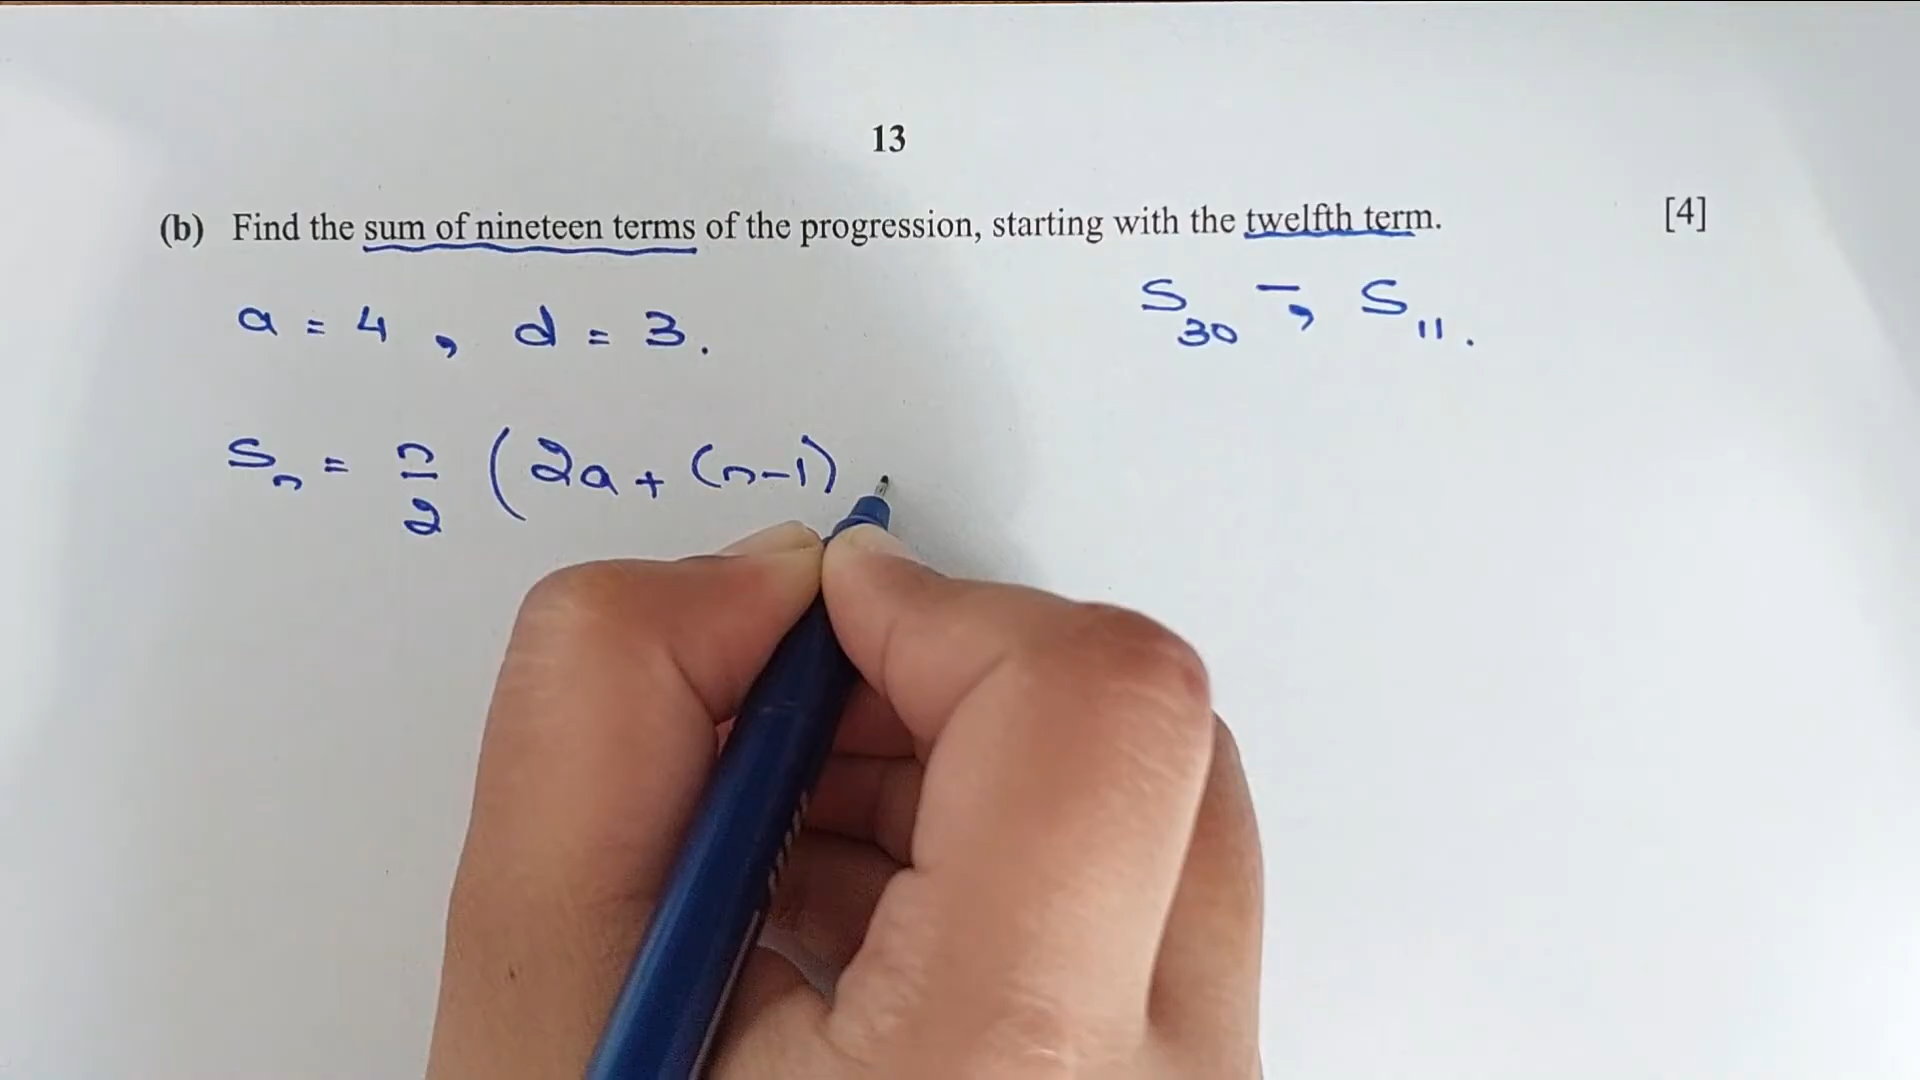 13
(b) Find the sum of nineteen terms of the progression, starting with the twelfth term. [4]
a = 4 , d = 3 .
S₃₀ – , S₁₁ .
Sₙ = n/2 (2a + (n-1)